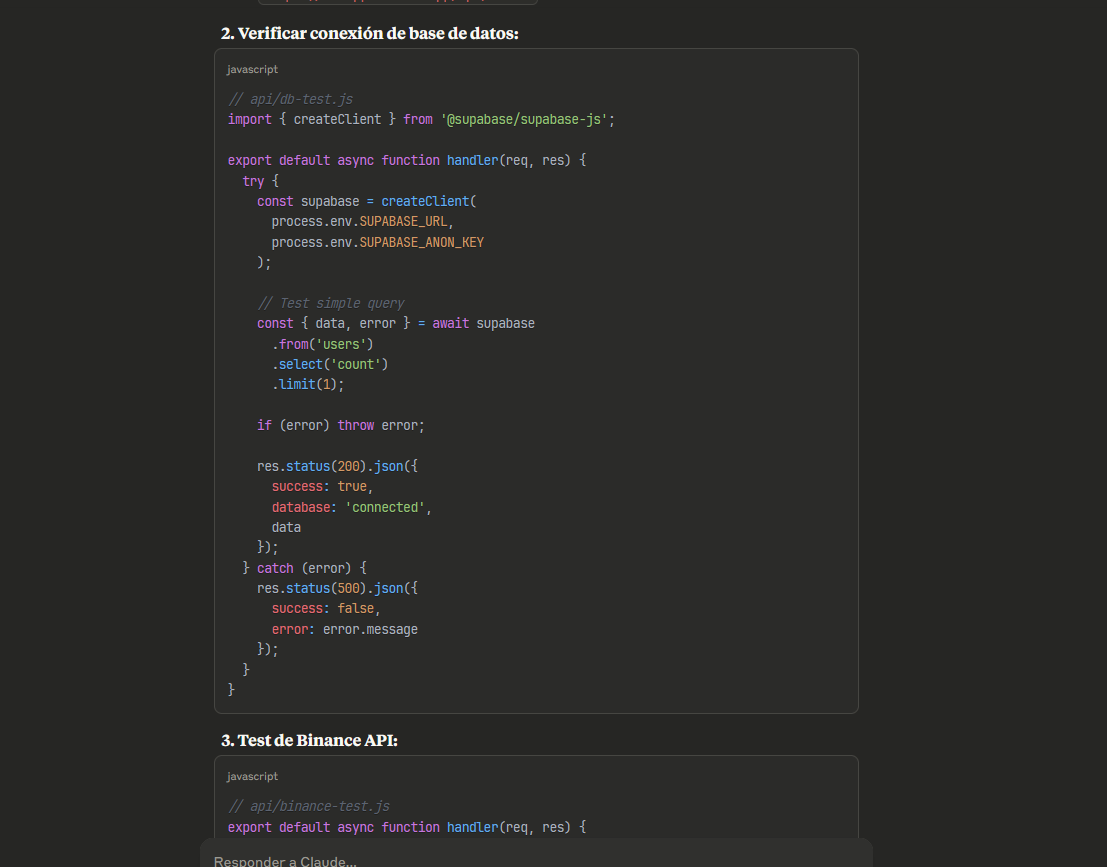 2. Verificar conexión de base de datos:
javascript
// api/db-test.js
import { createClient } from '@supabase/supabase-js';
export default async function handler(req, res) {
  try {
    const supabase = createClient(
      process.env.SUPABASE_URL,
      process.env.SUPABASE_ANON_KEY
    );
    // Test simple query
    const { data, error } = await supabase
      .from('users')
      .select('count')
      .limit(1);
    if (error) throw error;
    res.status(200).json({
      success: true,
      database: 'connected',
      data
    });
  } catch (error) {
    res.status(500).json({
      success: false,
      error: error.message
    });
  }
}
3. Test de Binance API:
javascript
// api/binance-test.js
export default async function handler(req, res) {
Responder a Claude...